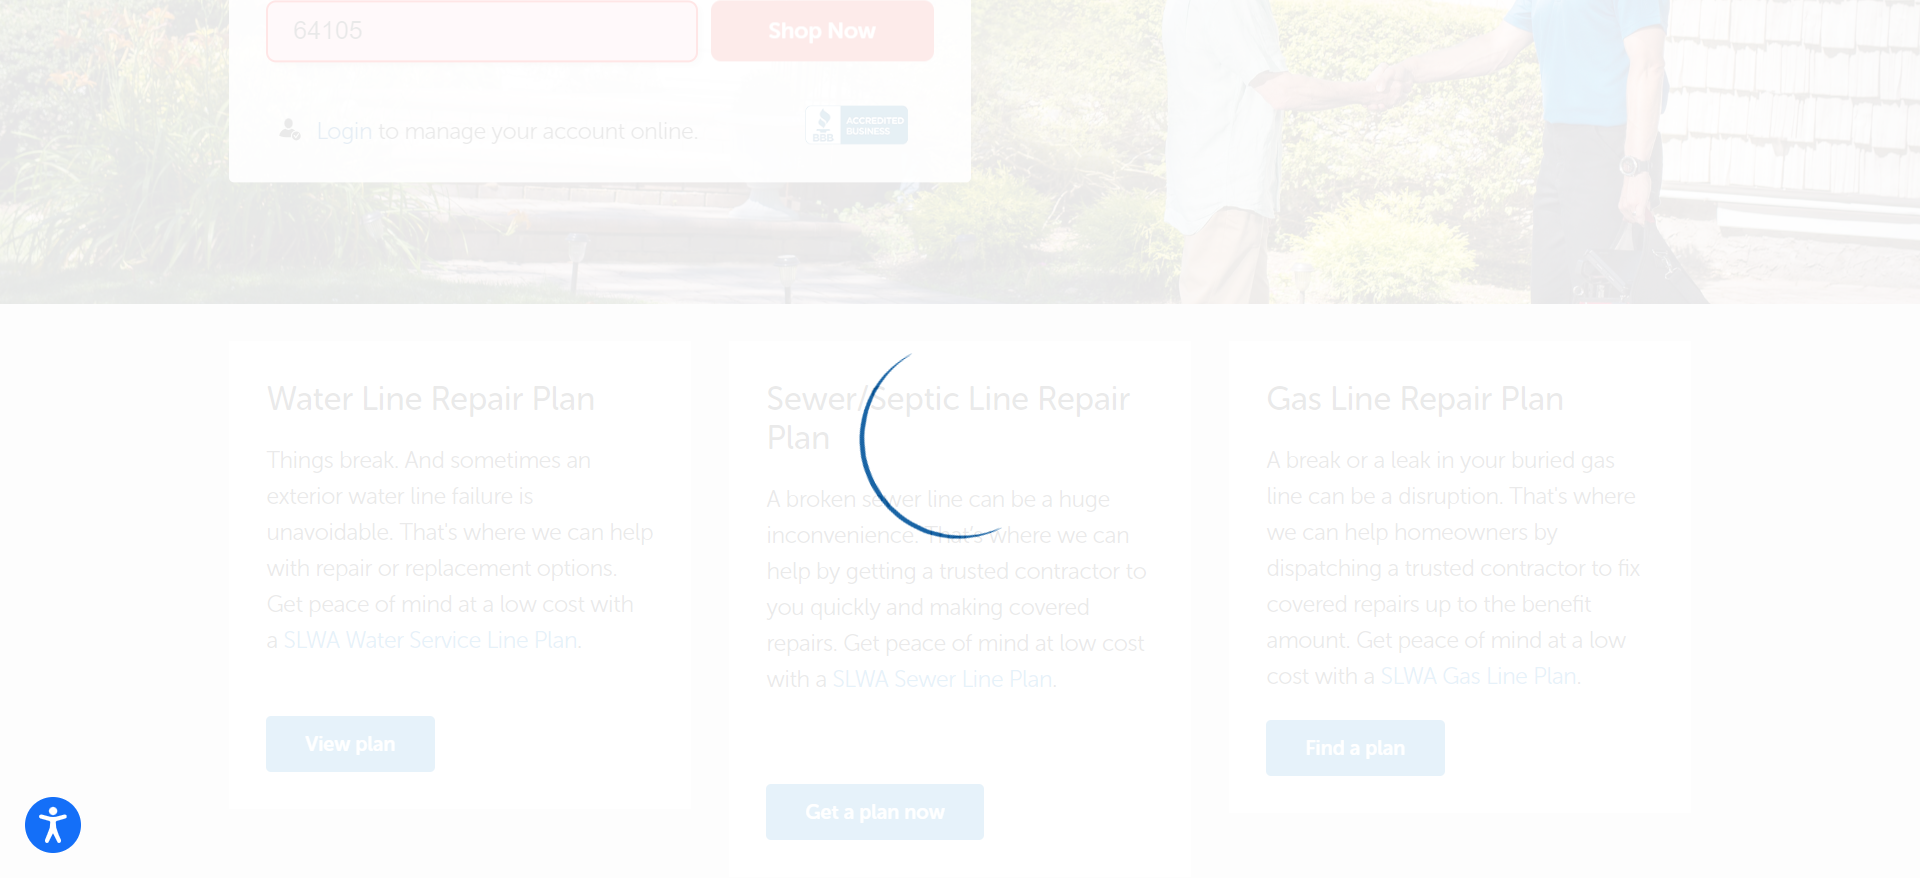 64105
Shop Now
Login to manage your account online.
BBB
ACCREDITED
BUSINESS
Water Line Repair Plan
Things break. And sometimes an
exterior water line failure is
unavoidable. That's where we can help
with repair or replacement options.
Get peace of mind at a low cost with
a SLWA Water Service Line Plan.
View plan
Sewer/Septic Line Repair
Plan
A broken sewer line can be a huge
inconvenience. That's where we can
help by getting a trusted contractor to
you quickly and making covered
repairs. Get peace of mind at low cost
with a SLWA Sewer Line Plan.
Get a plan now
Gas Line Repair Plan
A break or a leak in your buried gas
line can be a disruption. That's where
we can help homeowners by
dispatching a trusted contractor to fix
covered repairs up to the benefit
amount. Get peace of mind at a low
cost with a SLWA Gas Line Plan.
Find a plan